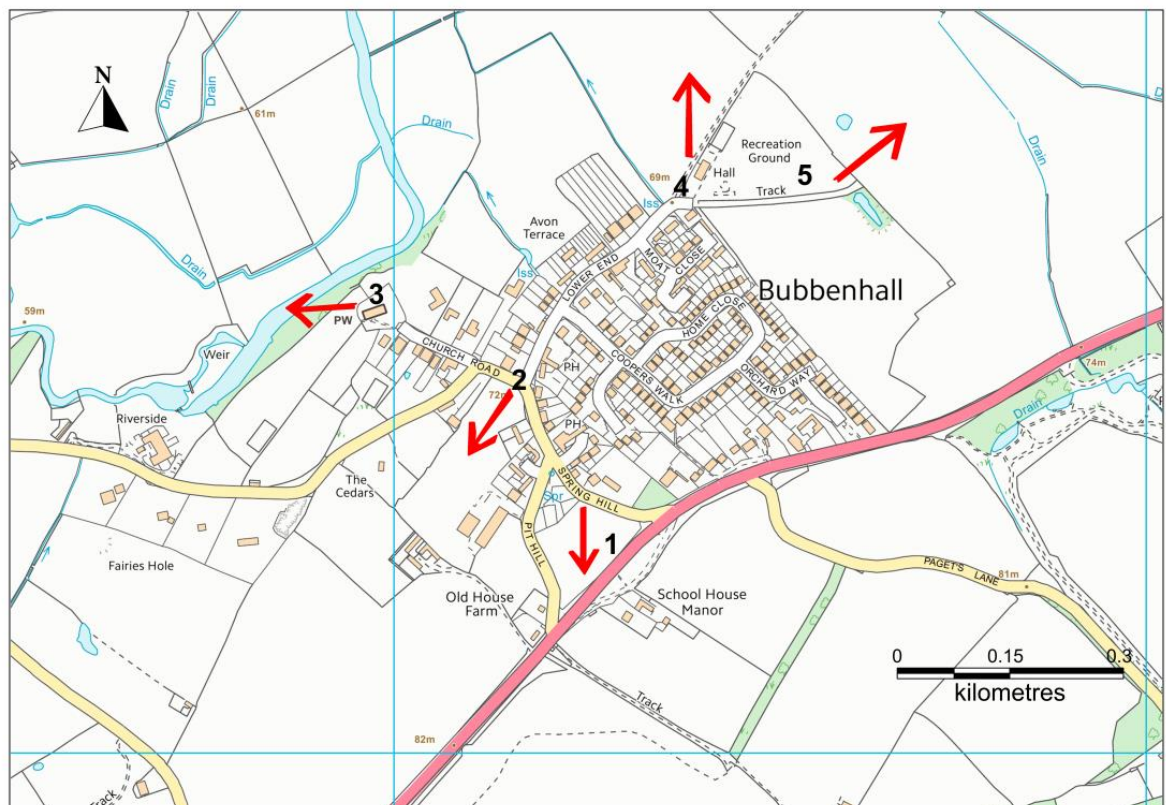 N
Drain
Drain
61m
Drain
Drain
Drain
Recreation
Ground
5
69m
4
Hall
Track
Iss
Avon
Terrace
Iss
LOWER END
MOAT CLOSE
Bubbenhall
3
PW
59m
Weir
HOME CLOSE
CHURCH ROAD
2
72m
PH
COOPERS WALK
ORCHARD WAY
74m
Drain
Riverside
PH
The
Cedars
Spr
SPRING HILL
PIT HILL
1
Fairies Hole
Old House
Farm
School House
Manor
PAGET'S LANE
81m
0 0.15 0.3
kilometres
Track
82m
Track